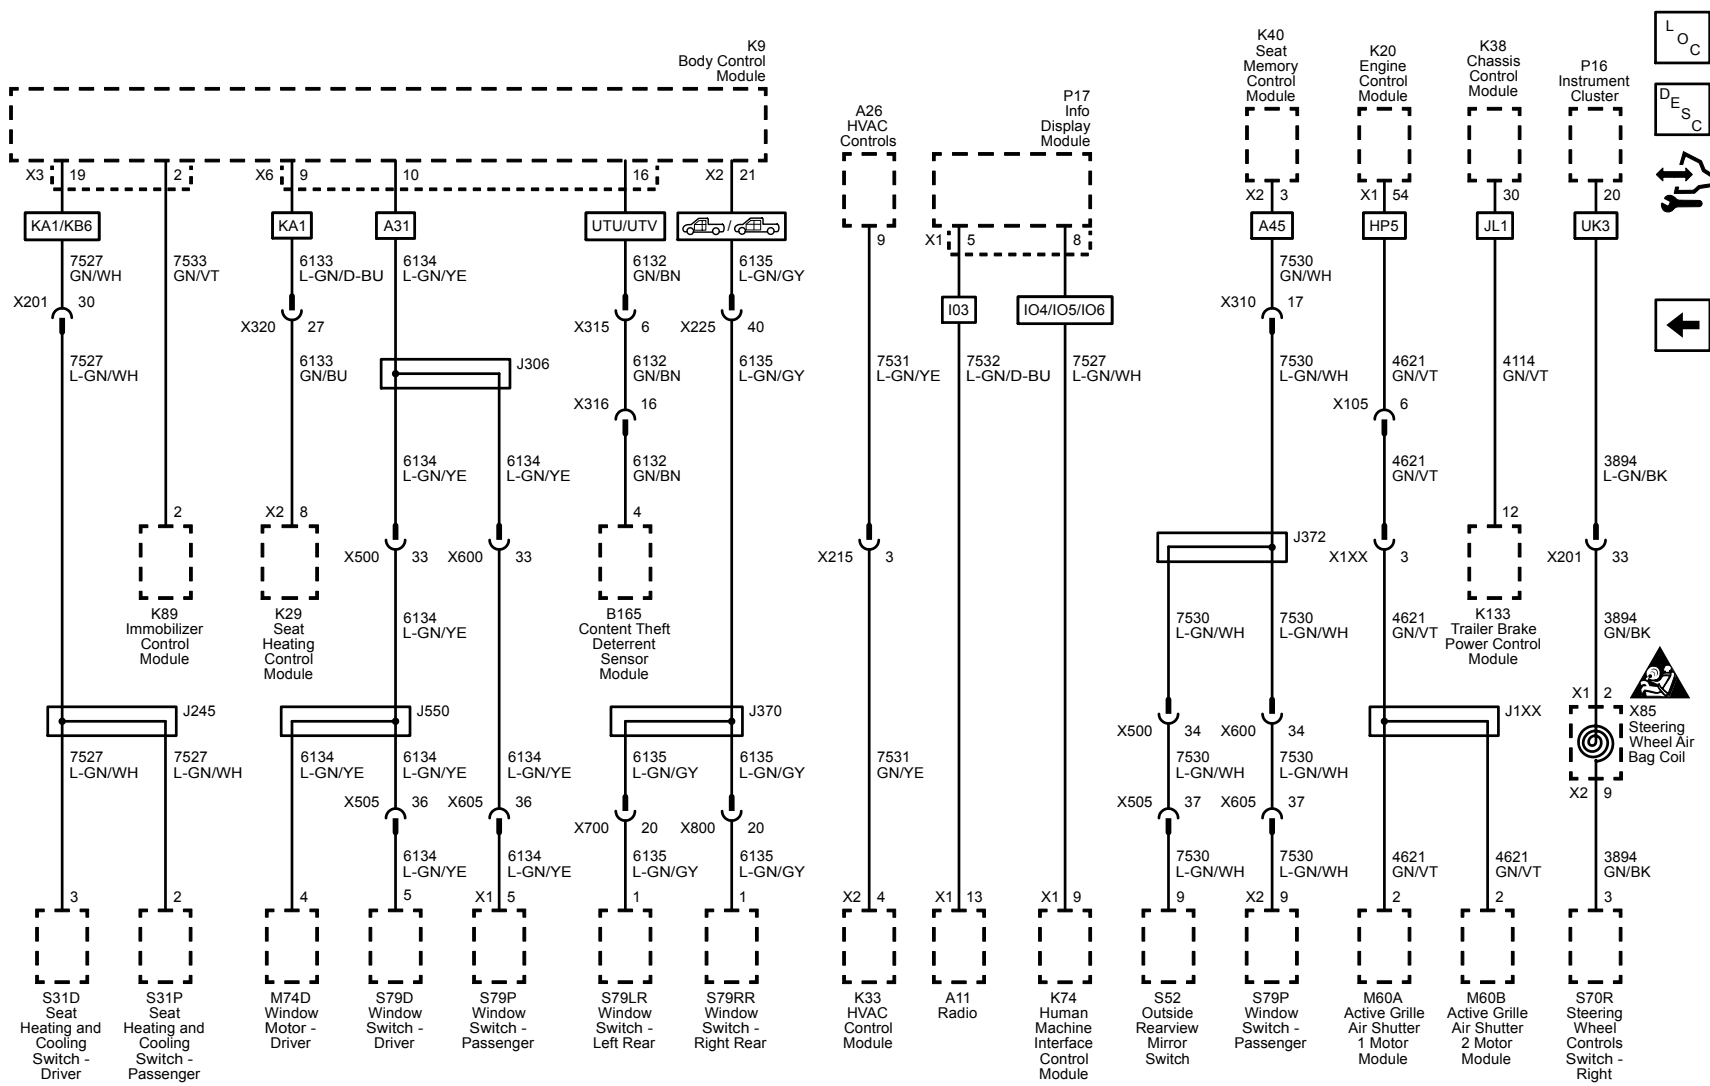 K9
Body Control
Module
A26
HVAC
Controls
P17
Info
Display
Module
K40
Seat
Memory
Control
Module
K20
Engine
Control
Module
K38
Chassis
Control
Module
P16
Instrument
Cluster
L
O
C
D
E
S
C
X3 19 2 X6 9 10 16 X2 21
9 X1 5 8
X2 3 X1 54 30 20
KA1/KB6 KA1 A31 UTU/UTV /
A45 HP5 JL1 UK3
7527
GN/WH
7533
GN/VT
6133
L-GN/D-BU
6134
L-GN/YE
6132
GN/BN
6135
L-GN/GY
7530
GN/WH
X201 30 X320 27 X315 6 X225 40
I03 IO4/IO5/IO6
X310 17
7527
L-GN/WH
6133
GN/BU
J306
6132
GN/BN
6135
L-GN/GY
7531
L-GN/YE
7532
L-GN/D-BU
7527
L-GN/WH
7530
L-GN/WH
4621
GN/VT
4114
GN/VT
X316 16 X105 6
6134
L-GN/YE
6134
L-GN/YE
6132
GN/BN
4621
GN/VT
3894
L-GN/BK
2 X2 8 4 12
X500 33 X600 33 X215 3 J372 X1XX 3 X201 33
K89
Immobilizer
Control
Module
K29
Seat
Heating
Control
Module
6134
L-GN/YE
B165
Content Theft
Deterrent
Sensor
Module
7530
L-GN/WH
7530
L-GN/WH
4621
GN/VT
K133
Trailer Brake
Power Control
Module
3894
GN/BK
X1 2
J245 J550 J370 J1XX
X85
Steering
Wheel Air
Bag Coil
X2 9
X500 34 X600 34
7527
L-GN/WH
7527
L-GN/WH
6134
L-GN/YE
6134
L-GN/YE
6134
L-GN/YE
6135
L-GN/GY
6135
L-GN/GY
7531
GN/YE
7530
L-GN/WH
7530
L-GN/WH
X505 36 X605 36 X700 20 X800 20 X505 37 X605 37
6134
L-GN/YE
6134
L-GN/YE
6135
L-GN/GY
6135
L-GN/GY
7530
L-GN/WH
7530
L-GN/WH
4621
GN/VT
4621
GN/VT
3894
GN/BK
3 2 4 5 X1 5 1 1 X2 4 X1 13 X1 9 9 X2 9 2 2 3
S31D
Seat
Heating and
Cooling
Switch -
Driver
S31P
Seat
Heating and
Cooling
Switch -
Passenger
M74D
Window
Motor -
Driver
S79D
Window
Switch -
Driver
S79P
Window
Switch -
Passenger
S79LR
Window
Switch -
Left Rear
S79RR
Window
Switch -
Right Rear
K33
HVAC
Control
Module
A11
Radio
K74
Human
Machine
Interface
Control
Module
S52
Outside
Rearview
Mirror
Switch
S79P
Window
Switch -
Passenger
M60A
Active Grille
Air Shutter
1 Motor
Module
M60B
Active Grille
Air Shutter
2 Motor
Module
S70R
Steering
Wheel
Controls
Switch -
Right